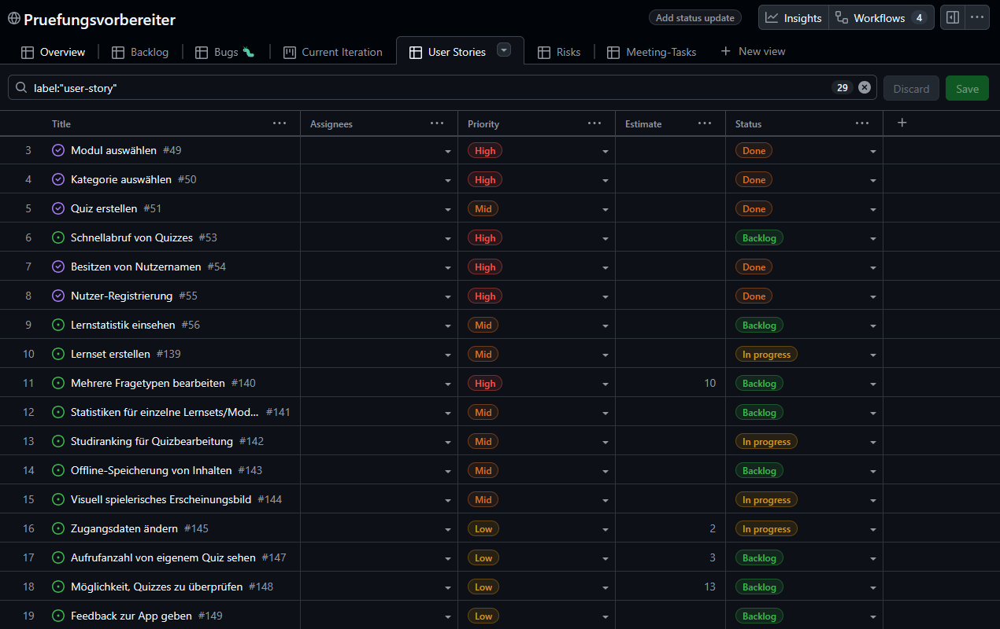 Pruefungsvorbereiter Add status update Insights Workflows 4
Overview Backlog Bugs Current Iteration User Stories Risks Meeting-Tasks + New view
label:"user-story" 29 Discard Save
Title Assignees Priority Estimate Status
3 Modul auswählen #49 High Done
4 Kategorie auswählen #50 High Done
5 Quiz erstellen #51 Mid Done
6 Schnellabruf von Quizzes #53 High Backlog
7 Besitzen von Nutzernamen #54 High Done
8 Nutzer-Registrierung #55 High Done
9 Lernstatistik einsehen #56 Mid Backlog
10 Lernset erstellen #139 Mid In progress
11 Mehrere Fragetypen bearbeiten #140 High 10 Backlog
12 Statistiken für einzelne Lernsets/Mod... #141 Mid Backlog
13 Studiranking für Quizbearbeitung #142 Mid In progress
14 Offline-Speicherung von Inhalten #143 Mid Backlog
15 Visuell spielerisches Erscheinungsbild #144 Mid In progress
16 Zugangsdaten ändern #145 Low 2 In progress
17 Aufrufanzahl von eigenem Quiz sehen #147 Low 3 Backlog
18 Möglichkeit, Quizzes zu überprüfen #148 Low 13 Backlog
19 Feedback zur App geben #149 Low Backlog